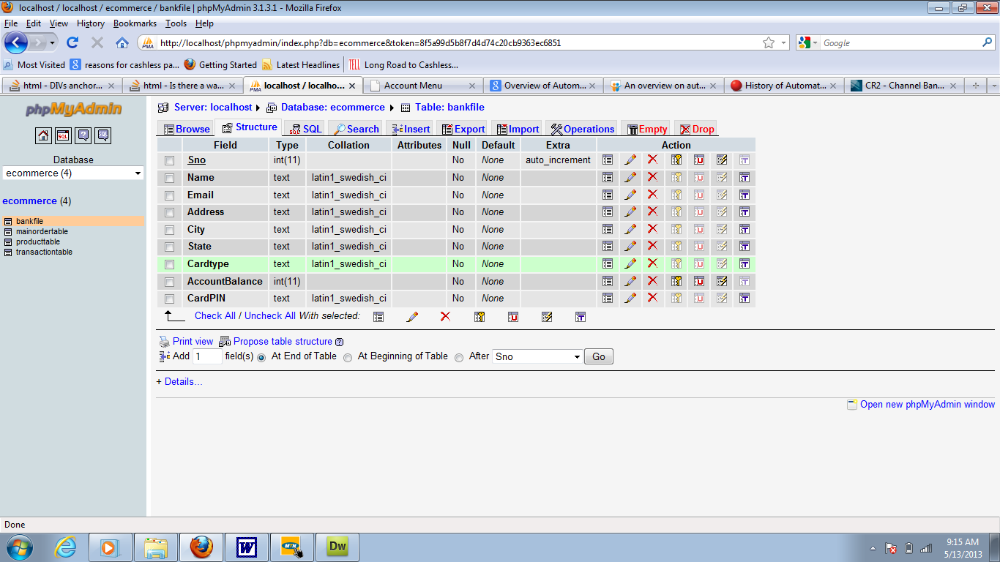 localhost / localhost / ecommerce / bankfile | phpMyAdmin 3.1.3.1 - Mozilla Firefox
File Edit View History Bookmarks Tools Help
http://localhost/phpmyadmin/index.php?db=ecommerce&token=8f5a99d5b8f7d4d74c20cb9363ec6851 Google
Most Visited reasons for cashless pa... Getting Started Latest Headlines Long Road to Cashless...
html - DIVs anchor... html - Is there a wa... localhost / localho... Account Menu Overview of Autom... An overview on aut... History of Automat... CR2 - Channel Ban...
phpMyAdmin
Server: localhost Database: ecommerce Table: bankfile
Browse Structure SQL Search Insert Export Import Operations Empty Drop
Database
ecommerce (4)
ecommerce (4)
bankfile
mainordertable
producttable
transactiontable
Field Type Collation Attributes Null Default Extra Action
Sno int(11) No None auto_increment
Name text latin1_swedish_ci No None
Email text latin1_swedish_ci No None
Address text latin1_swedish_ci No None
City text latin1_swedish_ci No None
State text latin1_swedish_ci No None
Cardtype text latin1_swedish_ci No None
AccountBalance int(11) No None
CardPIN text latin1_swedish_ci No None
Check All / Uncheck All With selected:
Print view Propose table structure
Add 1 field(s) At End of Table At Beginning of Table After Sno Go
+ Details...
Open new phpMyAdmin window
Done
W MTN Dw
9:15 AM
5/13/2013